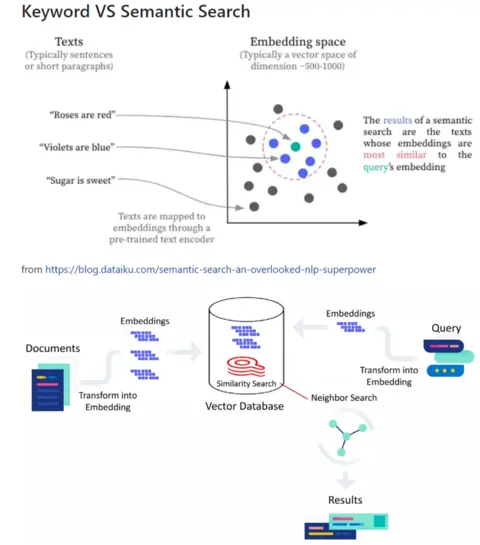 Keyword VS Semantic Search
Texts
(Typically sentences
or short paragraphs)
Embedding space
(Typically a vector space of
dimension ~500-1000)
“Roses are red”
“Violets are blue”
“Sugar is sweet”
Texts are mapped to
embeddings through a
pre-trained text encoder
The results of a semantic
search are the texts
whose embeddings are
most similar to the
query's embedding
from https://blog.dataiku.com/semantic-search-an-overlooked-nlp-superpower
Documents
Embeddings
Transform into
Embedding
Similarity Search
Vector Database
Embeddings
Query
Transform into
Embedding
Neighbor Search
Results